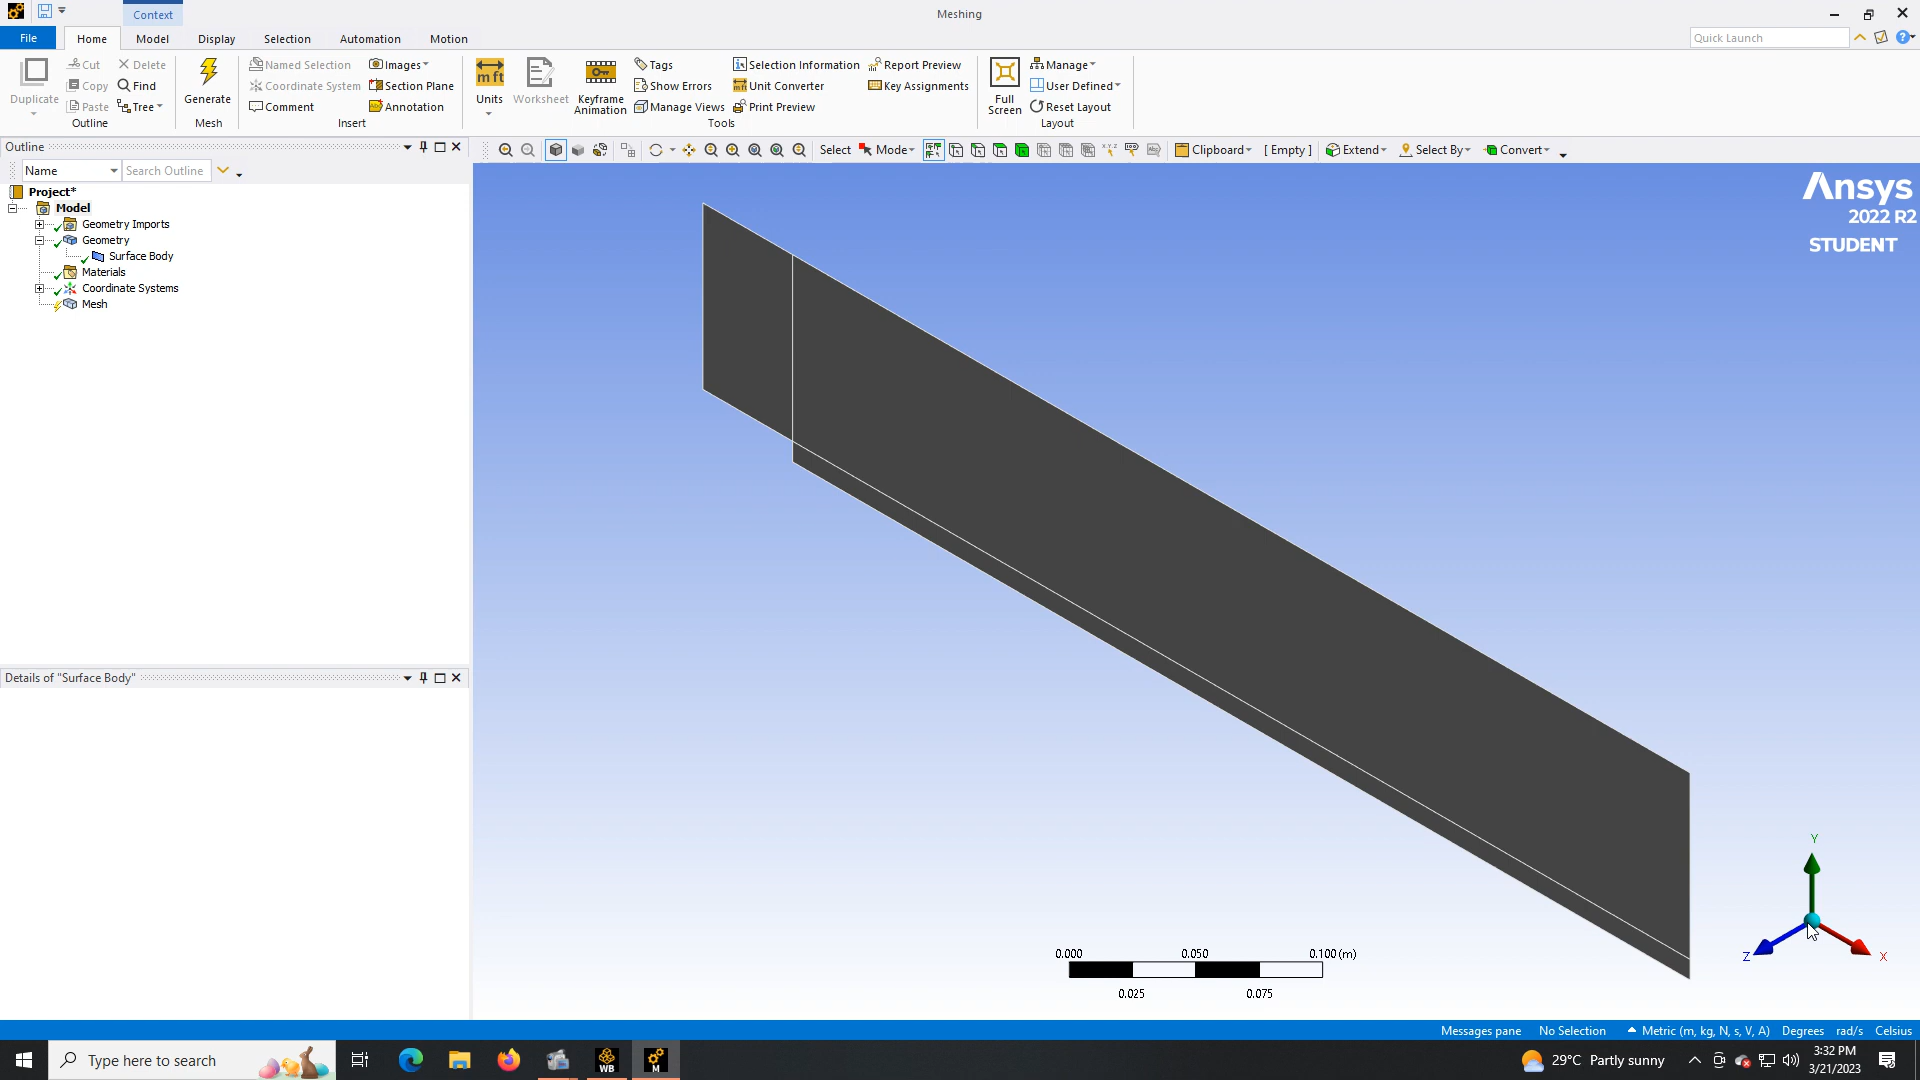 Context
Meshing
File
Home
Model
Display
Selection
Automation
Motion
Quick Launch
Duplicate
Cut
Delete
Copy
Find
Paste
Tree
Outline
Generate
Mesh
Named Selection
Images
Coordinate System
Section Plane
Comment
Annotation
Insert
m ft
Units
Worksheet
Keyframe
Animation
Tags
Selection Information
Report Preview
Show Errors
Unit Converter
Key Assignments
Manage Views
Print Preview
Tools
Full
Screen
Manage
User Defined
Reset Layout
Layout
Outline
Name
Search Outline
Select
Mode
Clipboard
[ Empty ]
Extend
Select By
Convert
Project*
Model
Geometry Imports
Geometry
Surface Body
Materials
Coordinate Systems
Mesh
Details of "Surface Body"
Ansys
2022 R2
STUDENT
0.000
0.050
0.100 (m)
0.025
0.075
Y
Z
X
Messages pane
No Selection
Metric (m, kg, N, s, V, A)
Degrees
rad/s
Celsius
Type here to search
WB
M
29°C Partly sunny
3:32 PM
3/21/2023